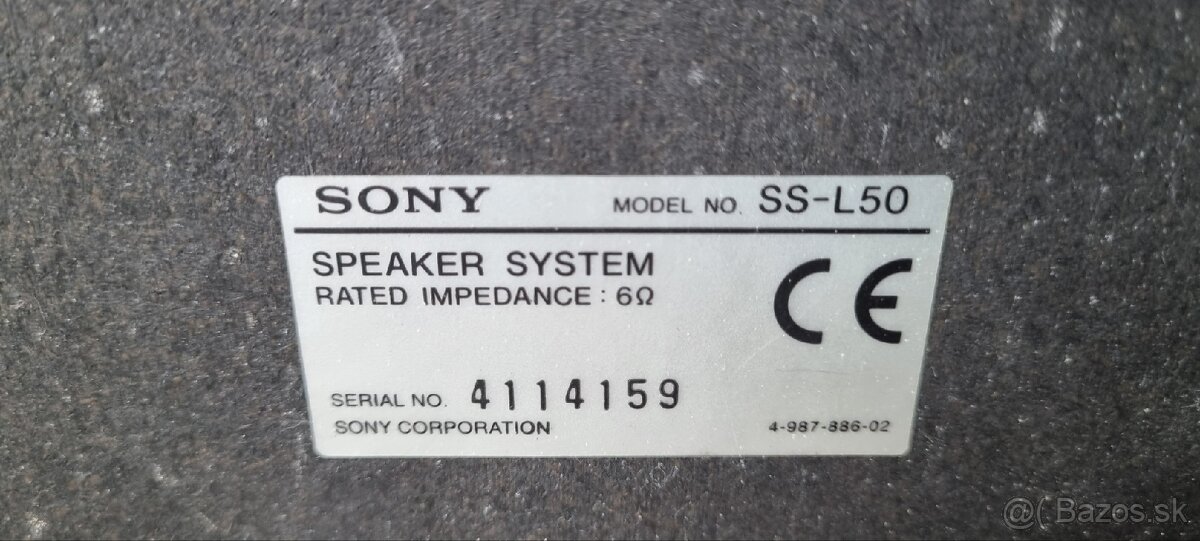 SONY MODEL NO. SS-L50
SPEAKER SYSTEM
RATED IMPEDANCE : 6Ω
CE
SERIAL NO. 4114159
SONY CORPORATION 4-987-886-02
@( Bazos.sk